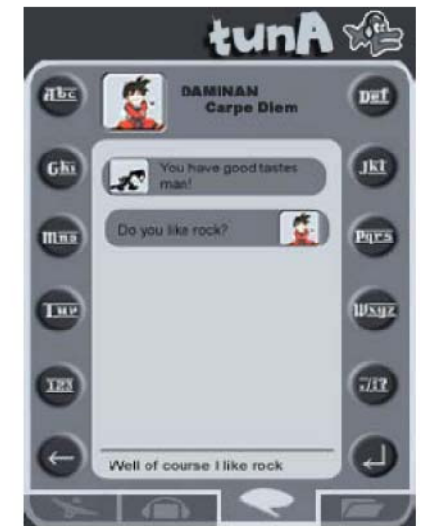 tunA
Abc
DAMINAN
Carpe Diem
Def
Ghi
You have good tastes
man!
Jkl
Mno
Do you like rock?
Pqrs
Tuv
Wxyz
123
Well of course I like rock